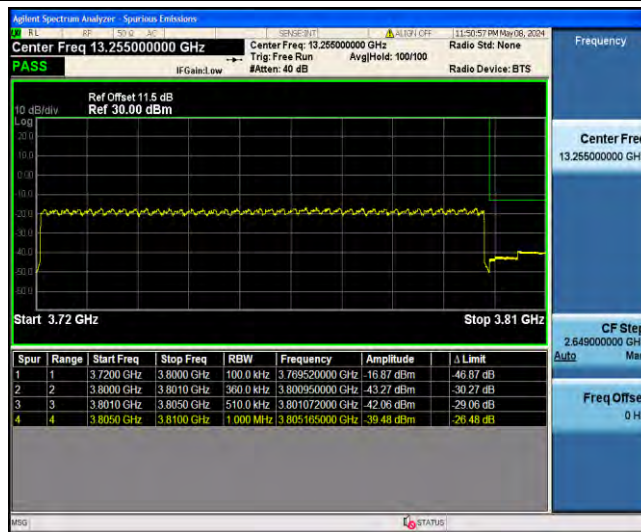 Agilent Spectrum Analyzer - Spurious Emissions
RL RF 50 Ω AC SENSE:INT ALIGN OFF 11:50:57 PM May 08, 2024
Center Freq 13.255000000 GHz Center Freq: 13.255000000 GHz Radio Std: None
Trig: Free Run Avg|Hold: 100/100
PASS IFGain:Low #Atten: 40 dB Radio Device: BTS
Frequency
Ref Offset 11.5 dB
10 dB/div Ref 30.00 dBm
Log
20.0
10.0
0.00
-10.0
-20.0
-30.0
-40.0
-50.0
-60.0
Start 3.72 GHz Stop 3.81 GHz
Spur Range Start Freq Stop Freq RBW Frequency Amplitude Δ Limit
1 1 3.7200 GHz 3.8000 GHz 100.0 kHz 3.769520000 GHz -16.87 dBm -46.87 dB
2 2 3.8000 GHz 3.8010 GHz 360.0 kHz 3.800950000 GHz -43.27 dBm -30.27 dB
3 3 3.8010 GHz 3.8050 GHz 510.0 kHz 3.801072000 GHz -42.06 dBm -29.06 dB
4 4 3.8050 GHz 3.8100 GHz 1.000 MHz 3.805165000 GHz -39.48 dBm -26.48 dB
Center Fre
13.255000000 GH
CF Step
2.649000000 GH
Auto Ma
Freq Offse
0 H
MSG STATUS